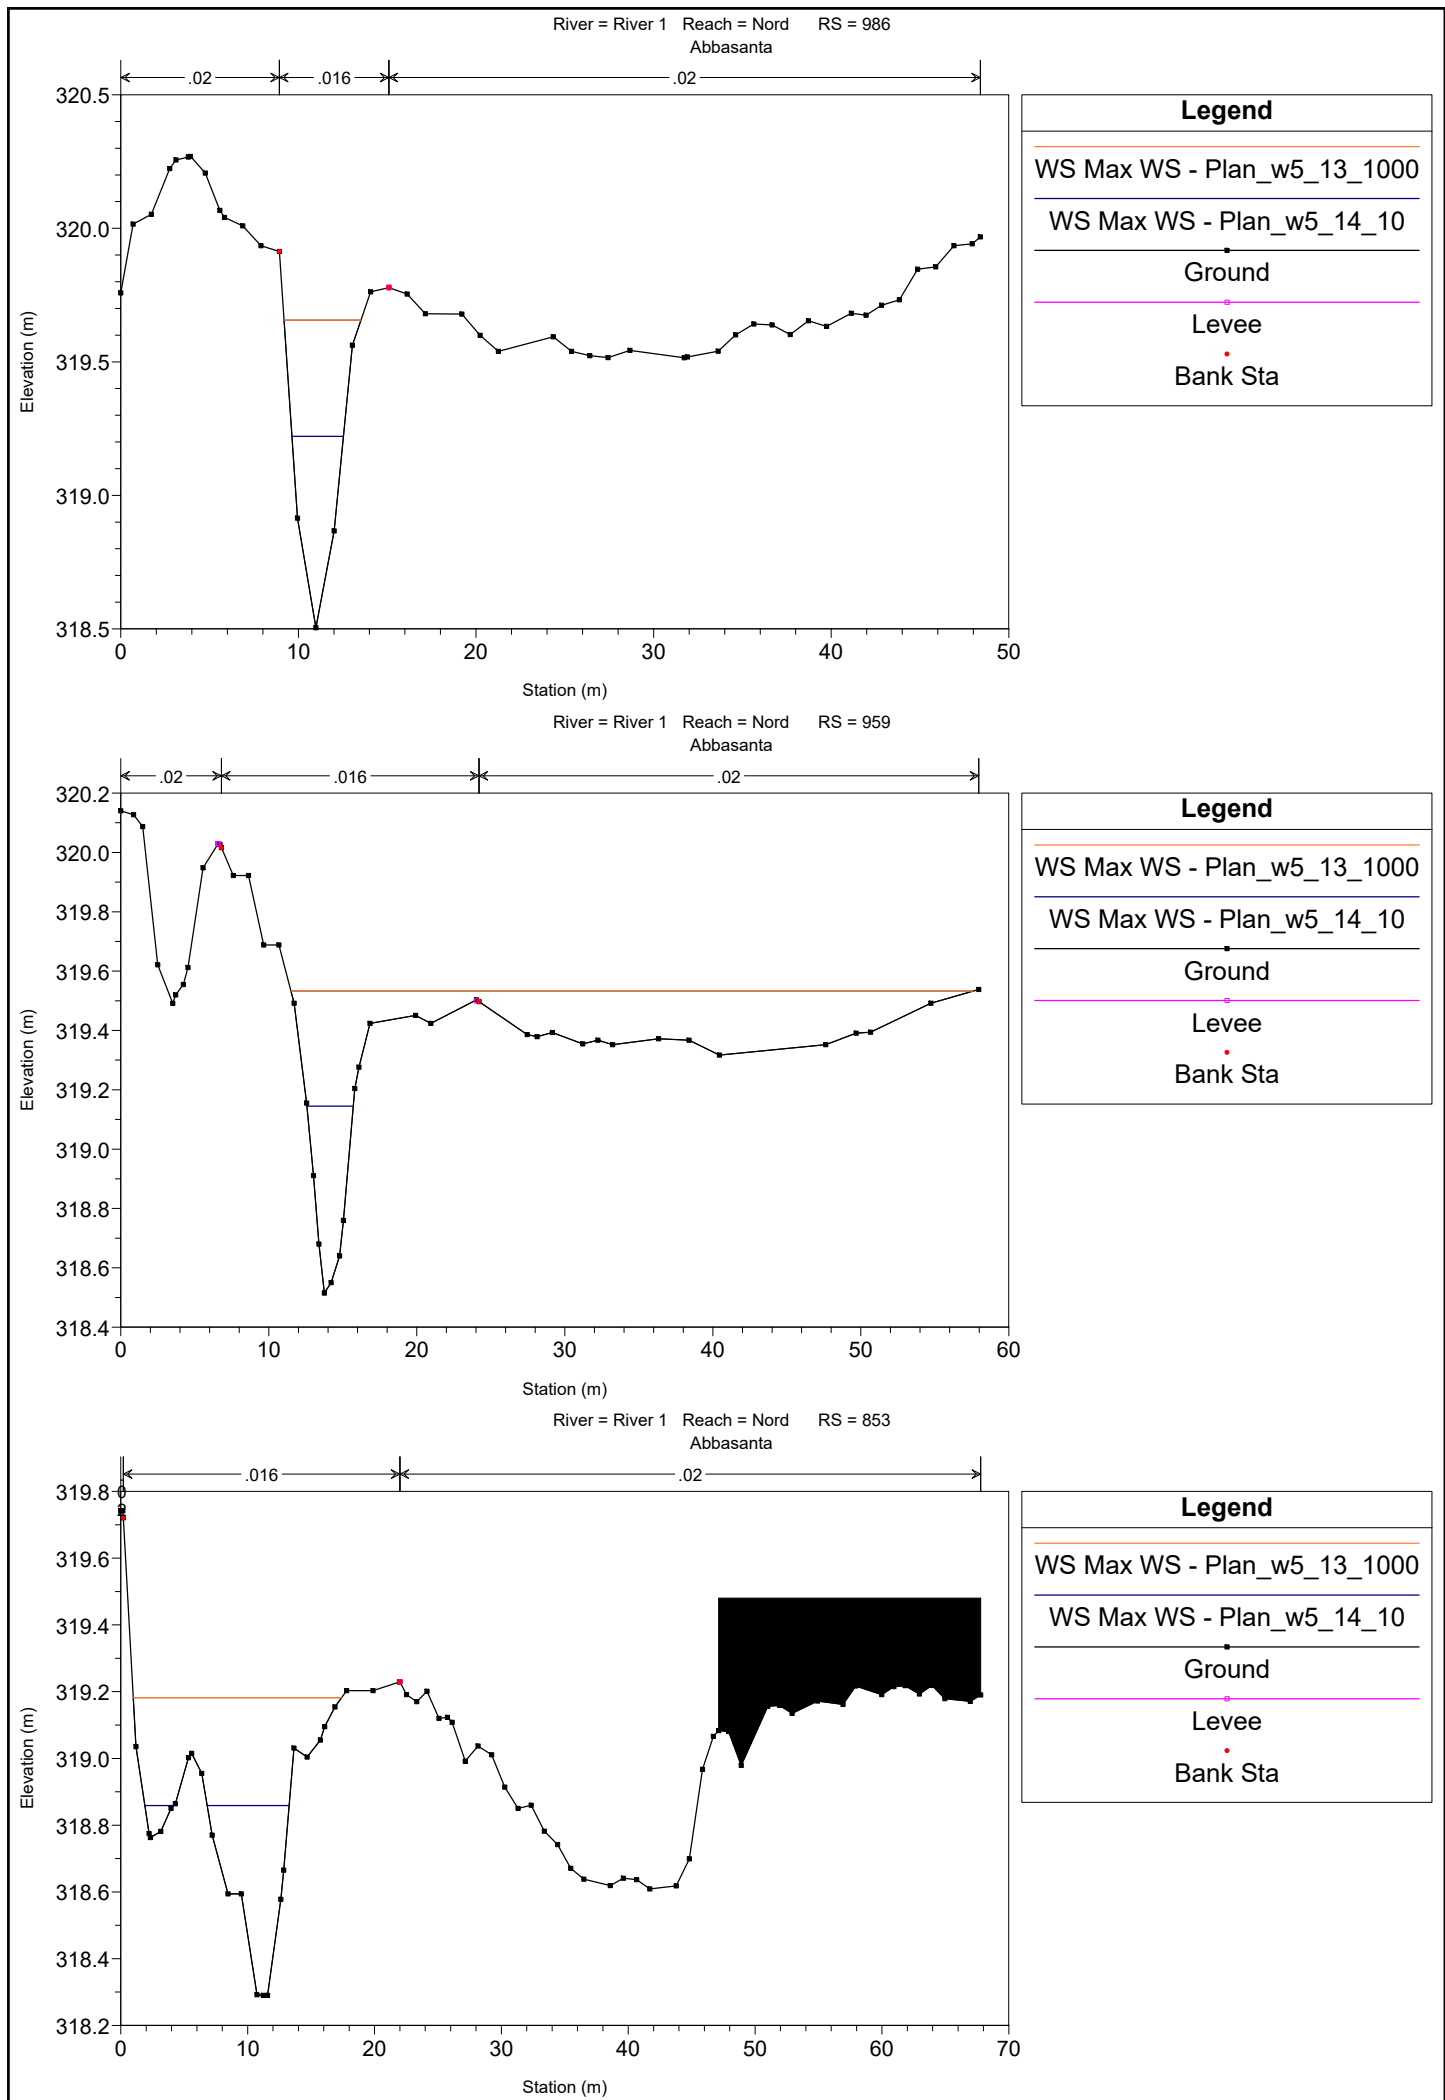 River = River 1 Reach = Nord RS = 986
Abbasanta
.02 .016 .02
320.5
320.0
319.5
319.0
318.5
Elevation (m)
0 10 20 30 40 50
Station (m)
Legend
WS Max WS - Plan_w5_13_1000
WS Max WS - Plan_w5_14_10
Ground
Levee
Bank Sta
River = River 1 Reach = Nord RS = 959
Abbasanta
.02 .016 .02
320.2
320.0
319.8
319.6
319.4
319.2
319.0
318.8
318.6
318.4
Elevation (m)
0 10 20 30 40 50 60
Station (m)
Legend
WS Max WS - Plan_w5_13_1000
WS Max WS - Plan_w5_14_10
Ground
Levee
Bank Sta
River = River 1 Reach = Nord RS = 853
Abbasanta
.016 .02
319.8
319.6
319.4
319.2
319.0
318.8
318.6
318.4
318.2
Elevation (m)
0 10 20 30 40 50 60 70
Station (m)
Legend
WS Max WS - Plan_w5_13_1000
WS Max WS - Plan_w5_14_10
Ground
Levee
Bank Sta